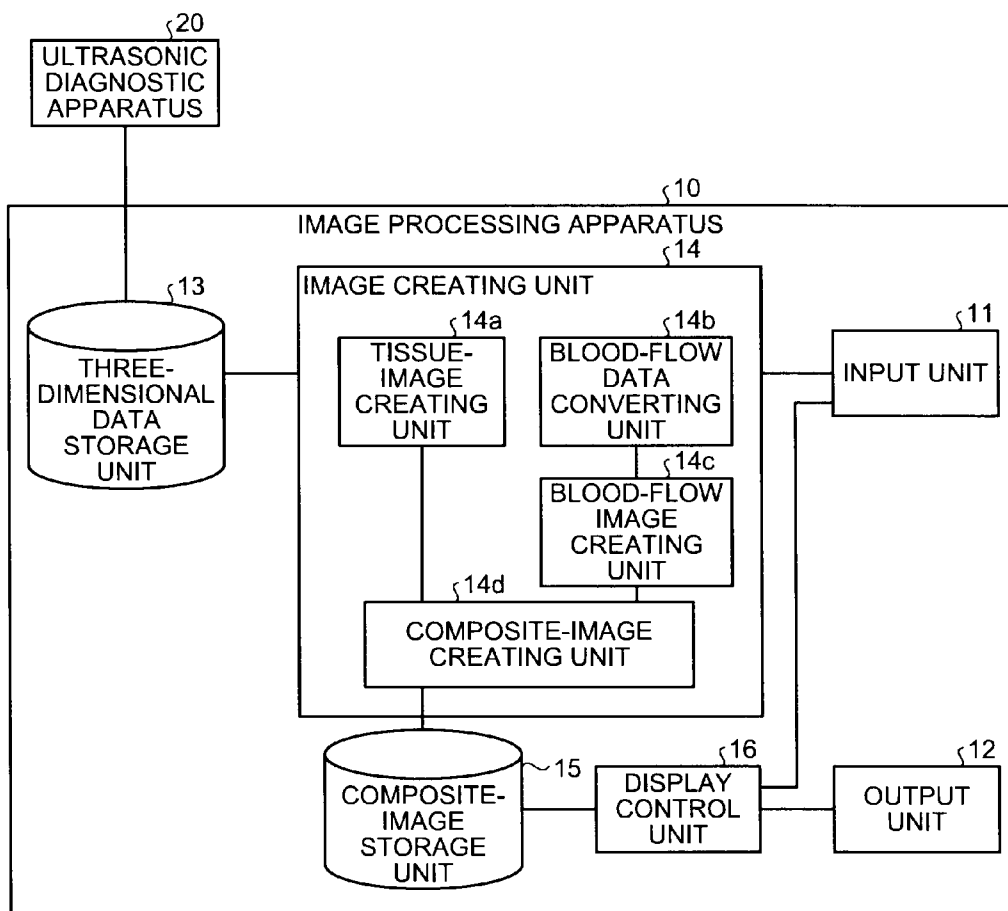 20
ULTRASONIC
DIAGNOSTIC
APPARATUS
10
IMAGE PROCESSING APPARATUS
13
THREE-
DIMENSIONAL
DATA
STORAGE
UNIT
14
IMAGE CREATING UNIT
14a
TISSUE-
IMAGE
CREATING
UNIT
14b
BLOOD-FLOW
DATA
CONVERTING
UNIT
11
INPUT UNIT
14c
BLOOD-FLOW
IMAGE
CREATING
UNIT
14d
COMPOSITE-IMAGE
CREATING UNIT
15
COMPOSITE-
IMAGE
STORAGE
UNIT
16
DISPLAY
CONTROL
UNIT
12
OUTPUT
UNIT